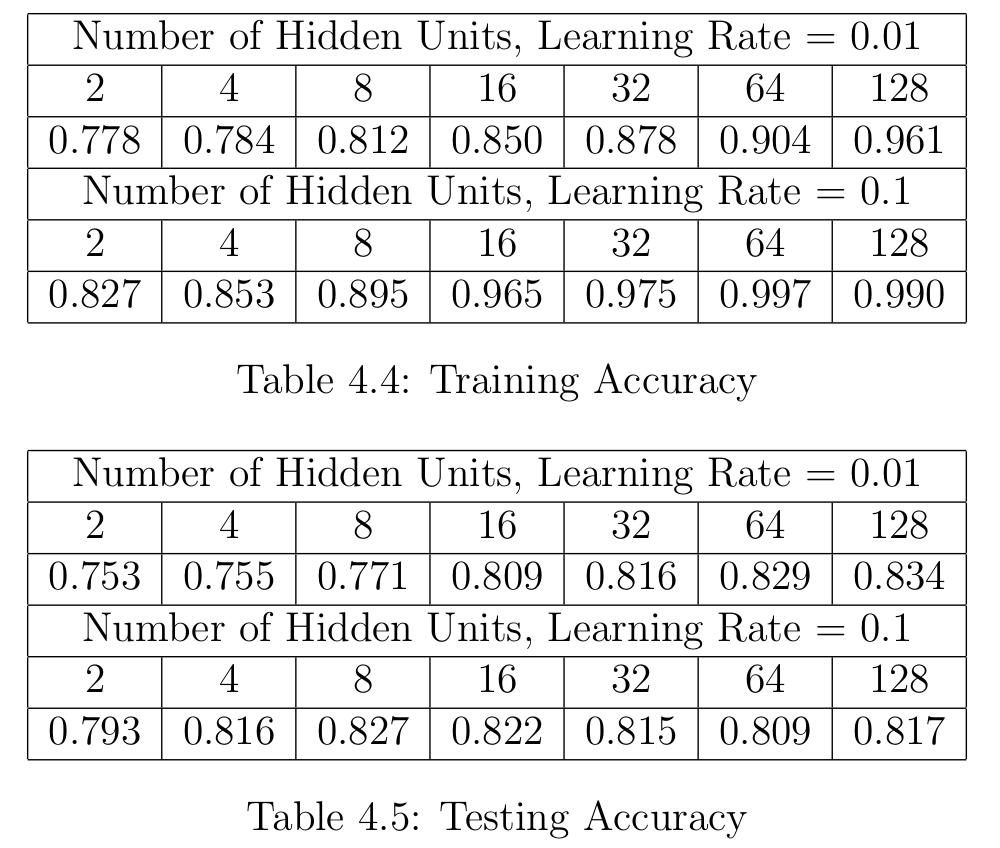 Number of Hidden Units, Learning Rate = 0.01
2 4 8 16 32 64 128
0.778 0.784 0.812 0.850 0.878 0.904 0.961
Number of Hidden Units, Learning Rate = 0.1
2 4 8 16 32 64 128
0.827 0.853 0.895 0.965 0.975 0.997 0.990
Table 4.4: Training Accuracy
Number of Hidden Units, Learning Rate = 0.01
2 4 8 16 32 64 128
0.753 0.755 0.771 0.809 0.816 0.829 0.834
Number of Hidden Units, Learning Rate = 0.1
2 4 8 16 32 64 128
0.793 0.816 0.827 0.822 0.815 0.809 0.817
Table 4.5: Testing Accuracy